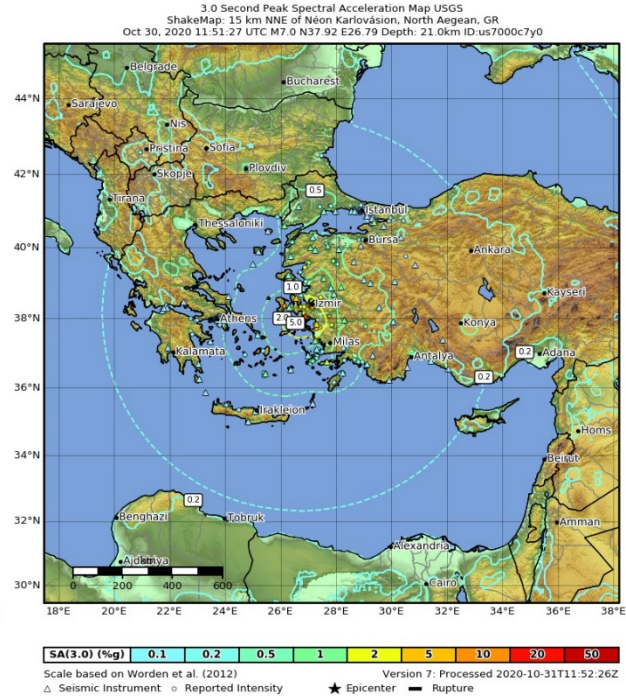 3.0 Second Peak Spectral Acceleration Map USGS
ShakeMap: 15 km NNE of Néon Karlovásion, North Aegean, GR
Oct 30, 2020 11:51:27 UTC M7.0 N37.92 E26.79 Depth: 21.0km ID:us7000c7y0
Belgrade
Bucharest
44°N
Sarajevo
Nis
Pristina
Sofia
Plovdiv
42°N
Skopje
0.5
Tirana
Istanbul
Thessaloniki
Bursa
40°N
Ankara
1.0
Kayseri
Izmir
38°N
Athens
2.0
5.0
Konya
Milas
Kalamata
Antalya
0.2
Adana
36°N
0.2
Irakleion
Homs
34°N
Beirut
0.2
32°N
Benghazi
Tobruk
Amman
Alexandria
km
0
200
400
600
30°N
Cairo
18°E 20°E 22°E 24°E 26°E 28°E 30°E 32°E 34°E 36°E 38°E
SA(3.0) (%g) 0.1 0.2 0.5 1 2 5 10 20 50
Scale based on Worden et al. (2012) Version 7: Processed 2020-10-31T11:52:26Z
△ Seismic Instrument ○ Reported Intensity ★ Epicenter ▬ Rupture